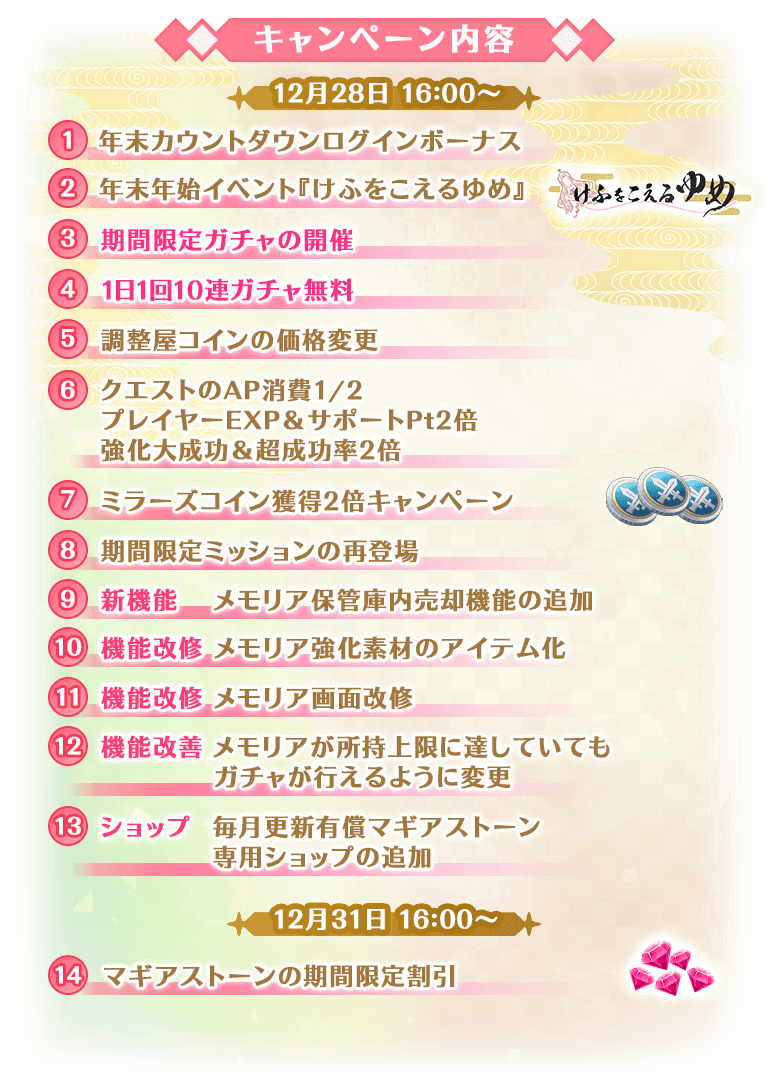 キャンペーン内容
12月28日 16:00～
1 年末カウントダウンログインボーナス
2 年末年始イベント『けふをこえるゆめ』
けふをこえるゆめ
3 期間限定ガチャの開催
4 1日1回10連ガチャ無料
5 調整屋コインの価格変更
6 クエストのAP消費1/2
プレイヤーEXP＆サポートPt2倍
強化大成功＆超成功率2倍
7 ミラーズコイン獲得2倍キャンペーン
8 期間限定ミッションの再登場
9 新機能 メモリア保管庫内売却機能の追加
10 機能改修 メモリア強化素材のアイテム化
11 機能改修 メモリア画面改修
12 機能改善 メモリアが所持上限に達していても
ガチャが行えるように変更
13 ショップ 毎月更新有償マギアストーン
専用ショップの追加
12月31日 16:00～
14 マギアストーンの期間限定割引